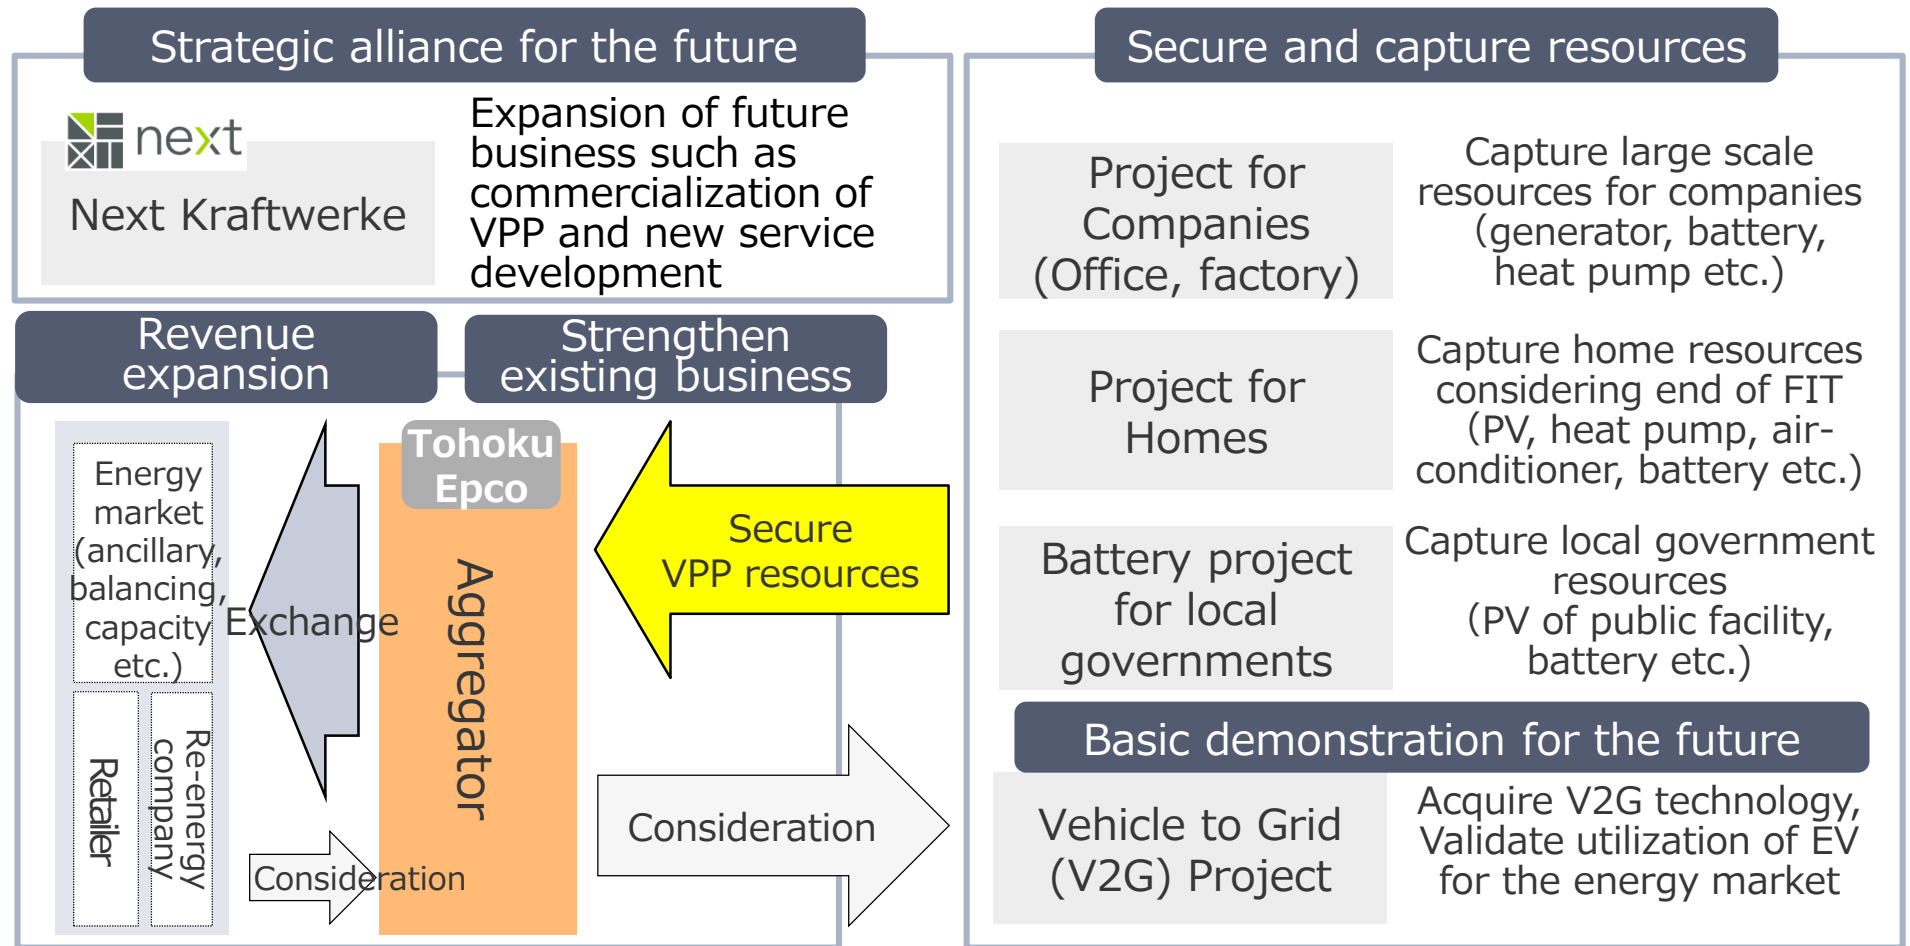 Strategic alliance for the future
next
Next Kraftwerke
Expansion of future
business such as
commercialization of
VPP and new service
development
Revenue
expansion
Strengthen
existing business
Energy
market
(ancillary,
balancing,
capacity
etc.)
Retailer
Re-energy
company
Exchange
Consideration
Tohoku
Epco
Aggregator
Secure
VPP resources
Consideration
Secure and capture resources
Project for
Companies
(Office, factory)
Capture large scale
resources for companies
(generator, battery,
heat pump etc.)
Project for
Homes
Capture home resources
considering end of FIT
(PV, heat pump, air-
conditioner, battery etc.)
Battery project
for local
governments
Capture local government
resources
(PV of public facility,
battery etc.)
Basic demonstration for the future
Vehicle to Grid
(V2G) Project
Acquire V2G technology,
Validate utilization of EV
for the energy market